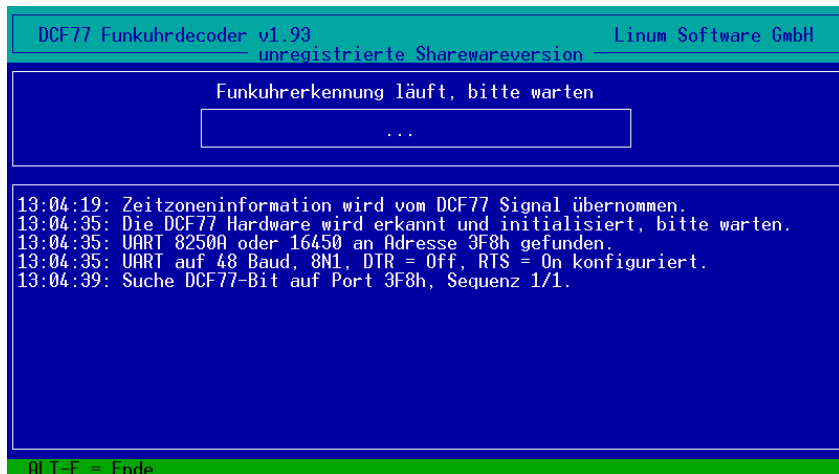 DCF77 Funkuhrdecoder v1.93 Linum Software GmbH
unregistrierte Sharewareversion
Funkuhrerkennung läuft, bitte warten
...
13:04:19: Zeitzoneninformation wird vom DCF77 Signal übernommen.
13:04:35: Die DCF77 Hardware wird erkannt und initialisiert, bitte warten.
13:04:35: UART 8250A oder 16450 an Adresse 3F8h gefunden.
13:04:35: UART auf 48 Baud, 8N1, DTR = Off, RTS = On konfiguriert.
13:04:39: Suche DCF77-Bit auf Port 3F8h, Sequenz 1/1.
ALT-E = Ende